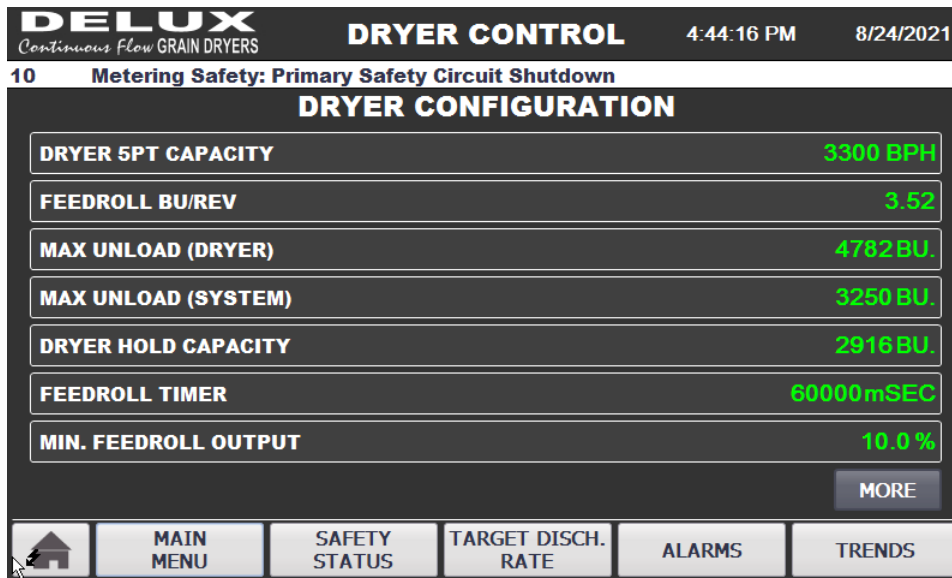 DELUX
Continuous Flow GRAIN DRYERS
DRYER CONTROL
4:44:16 PM
8/24/2021
10 Metering Safety: Primary Safety Circuit Shutdown
DRYER CONFIGURATION
DRYER 5PT CAPACITY 3300 BPH
FEEDROLL BU/REV 3.52
MAX UNLOAD (DRYER) 4782 BU.
MAX UNLOAD (SYSTEM) 3250 BU.
DRYER HOLD CAPACITY 2916 BU.
FEEDROLL TIMER 60000 mSEC
MIN. FEEDROLL OUTPUT 10.0 %
MORE
MAIN
MENU
SAFETY
STATUS
TARGET DISCH.
RATE
ALARMS
TRENDS